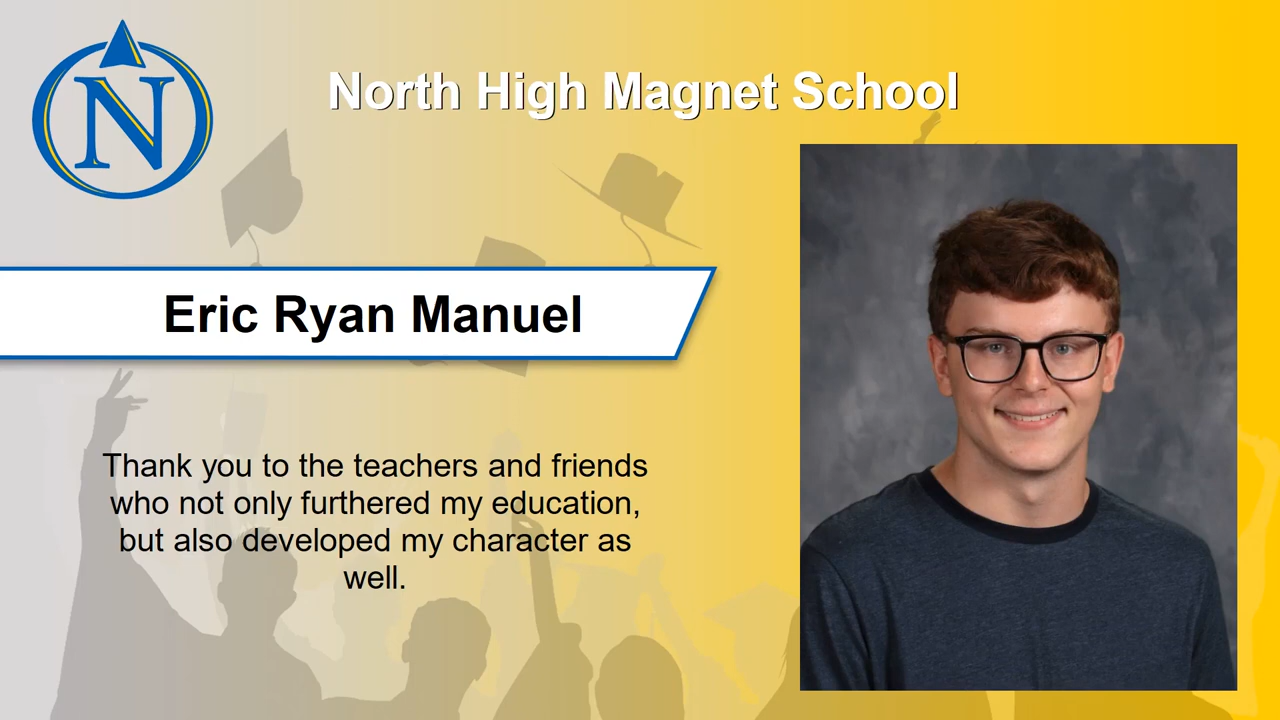 N
North High Magnet School
Eric Ryan Manuel
Thank you to the teachers and friends
who not only furthered my education,
but also developed my character as
well.